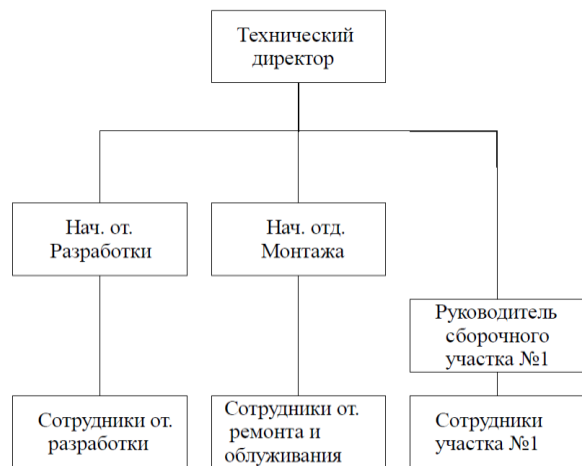 Технический
директор
Нач. от.
Разработки
Нач. отд.
Монтажа
Руководитель
сборочного
участка №1
Сотрудники от.
разработки
Сотрудники от.
ремонта и
облуживания
Сотрудники
участка №1